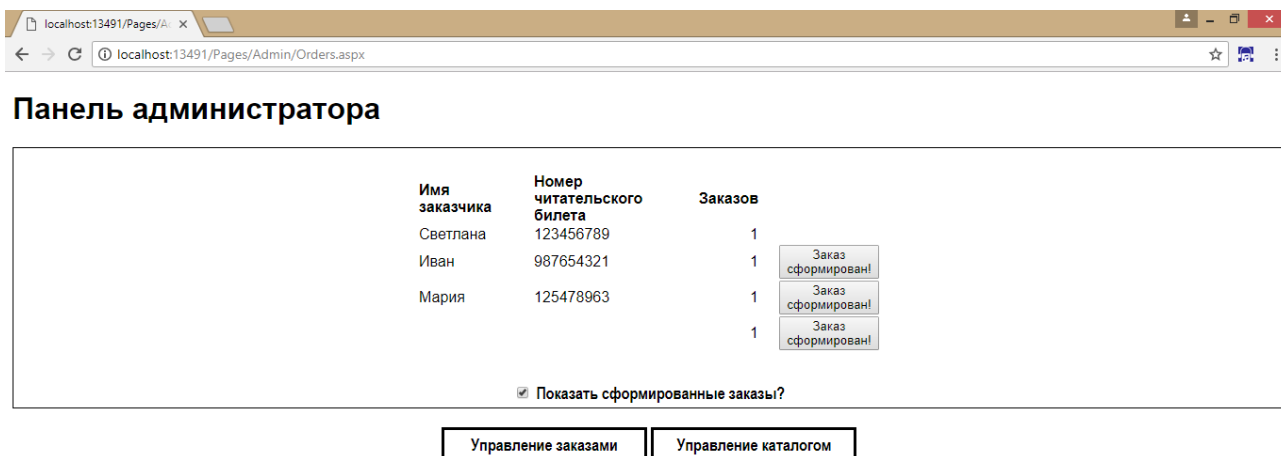 localhost:13491/Pages/Ad
localhost:13491/Pages/Admin/Orders.aspx
Панель администратора
Имя
заказчика
Номер
читательского
билета
Заказов
Светлана 123456789 1
Иван 987654321 1 Заказ
сформирован!
Мария 125478963 1 Заказ
сформирован!
1 Заказ
сформирован!
Показать сформированные заказы?
Управление заказами Управление каталогом